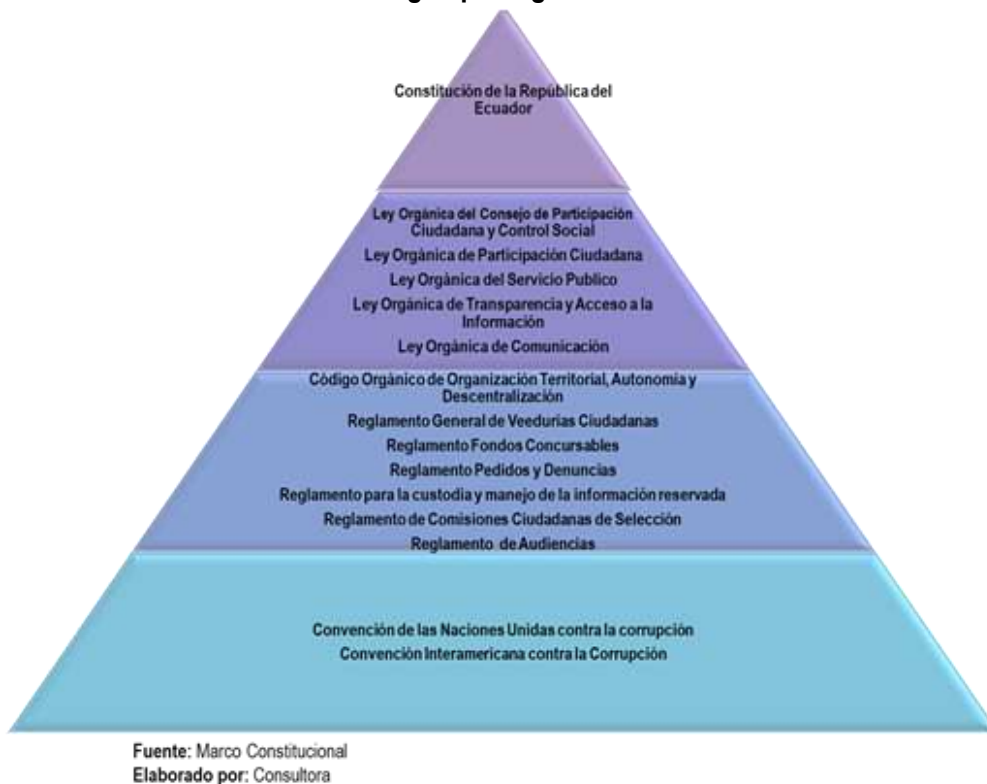 Constitución de la República del
Ecuador
Ley Orgánica del Consejo de Participación
Ciudadana y Control Social
Ley Orgánica de Participación Ciudadana
Ley Orgánica del Servicio Publico
Ley Orgánica de Transparencia y Acceso a la
Información
Ley Orgánica de Comunicación
Código Orgánico de Organización Territorial, Autonomía y
Descentralización
Reglamento General de Veedurías Ciudadanas
Reglamento Fondos Concursables
Reglamento Pedidos y Denuncias
Reglamento para la custodia y manejo de la información reservada
Reglamento de Comisiones Ciudadanas de Selección
Reglamento de Audiencias
Convención de las Naciones Unidas contra la corrupción
Convención Interamericana contra la Corrupción
Fuente: Marco Constitucional
Elaborado por: Consultora